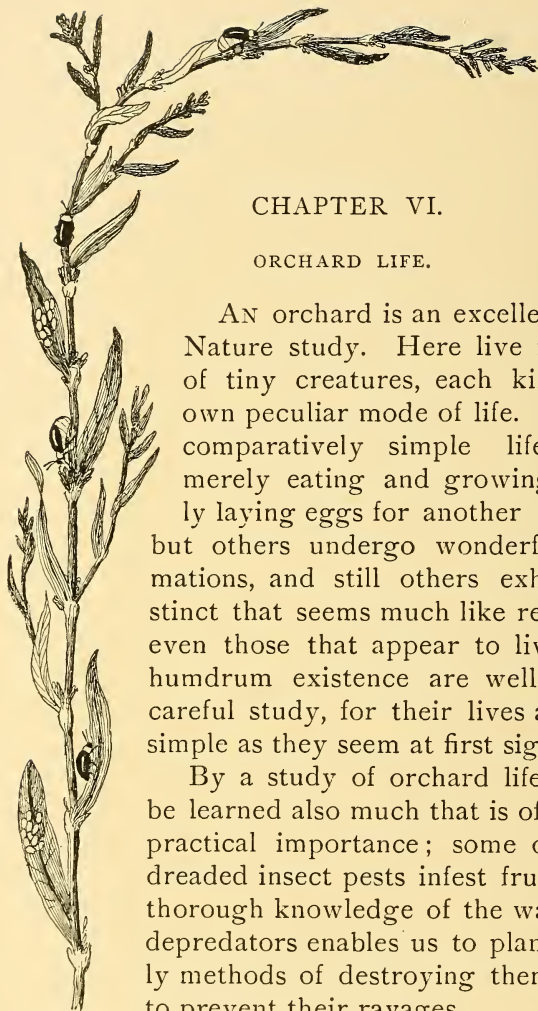 CHAPTER VI.
ORCHARD LIFE.
AN orchard is an excelle
Nature study. Here live
of tiny creatures, each ki
own peculiar mode of life.
comparatively simple life
merely eating and growing
ly laying eggs for another
but others undergo wonderf
mations, and still others exh
stinct that seems much like re
even those that appear to liv
humdrum existence are well
careful study, for their lives a
simple as they seem at first sig
By a study of orchard life
be learned also much that is of
practical importance; some o
dreaded insect pests infest fru
thorough knowledge of the wa
depredators enables us to plan
ly methods of destroying them
to prevent their ravages